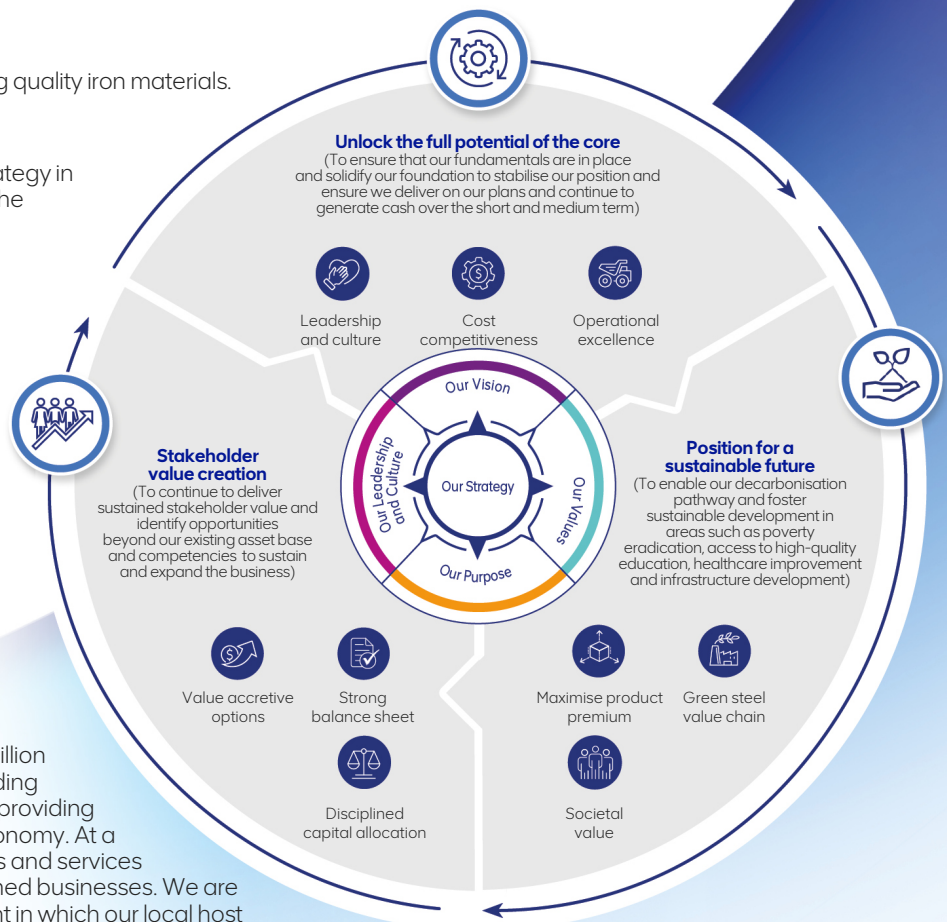 g quality iron materials.
ategy in
he
Unlock the full potential of the core
(To ensure that our fundamentals are in place
and solidify our foundation to stabilise our position and
ensure we deliver on our plans and continue to
generate cash over the short and medium term)
Leadership
and culture
Cost
competitiveness
Operational
excellence
Our Vision
Our Leadership
and Culture
Our Strategy
Our Values
Our Purpose
Stakeholder
value creation
(To continue to deliver
sustained stakeholder value and
identify opportunities
beyond our existing asset base
and competencies to sustain
and expand the business)
Position for a
sustainable future
(To enable our decarbonisation
pathway and foster
sustainable development in
areas such as poverty
eradication, access to high-quality
education, healthcare improvement
and infrastructure development)
Value accretive
options
Strong
balance sheet
Disciplined
capital allocation
Maximise product
premium
Green steel
value chain
Societal
value
illion
ding
providing
onomy. At a
s and services
ned businesses. We are
nt in which our local host